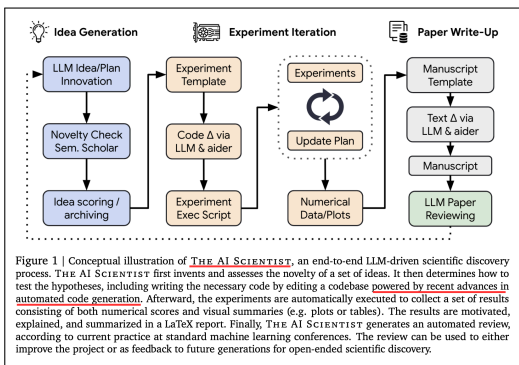 Idea Generation
Experiment Iteration
Paper Write-Up
LLM Idea/Plan
Innovation
Novelty Check
Sem. Scholar
Idea scoring /
archiving
Experiment
Template
Code Δ via
LLM & aider
Experiment
Exec Script
Experiments
Update Plan
Numerical
Data/Plots
Manuscript
Template
Text Δ via
LLM & aider
Manuscript
LLM Paper
Reviewing
Figure 1 | Conceptual illustration of THE AI SCIENTIST, an end-to-end LLM-driven scientific discovery
process. THE AI SCIENTIST first invents and assesses the novelty of a set of ideas. It then determines how to
test the hypotheses, including writing the necessary code by editing a codebase powered by recent advances in
automated code generation. Afterward, the experiments are automatically executed to collect a set of results
consisting of both numerical scores and visual summaries (e.g. plots or tables). The results are motivated,
explained, and summarized in a LaTeX report. Finally, THE AI SCIENTIST generates an automated review,
according to current practice at standard machine learning conferences. The review can be used to either
improve the project or as feedback to future generations for open-ended scientific discovery.